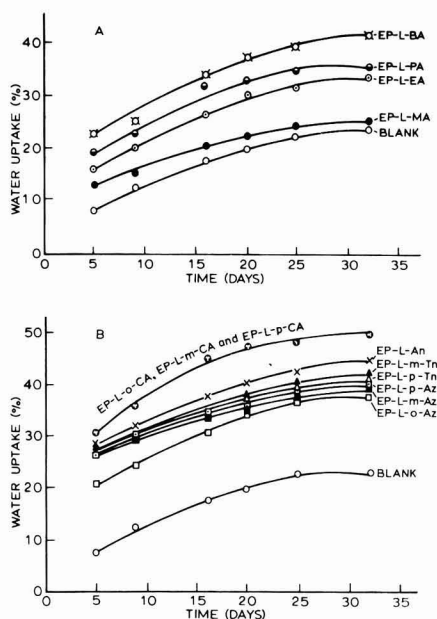 A
WATER UPTAKE (%)
40
30
20
10
0
EP-L-BA
EP-L-PA
EP-L-EA
EP-L-MA
BLANK
0 5 10 15 20 25 30 35
TIME (DAYS)
B
WATER UPTAKE (%)
50
40
30
20
10
0
EP-L-o-CA, EP-L-m-CA and EP-L-p-CA
EP-L-An
EP-L-m-Tn
EP-L-p-Tn
EP-L-p-Az
EP-L-m-Az
EP-L-o-Az
BLANK
0 5 10 15 20 25 30 35
TIME (DAYS)